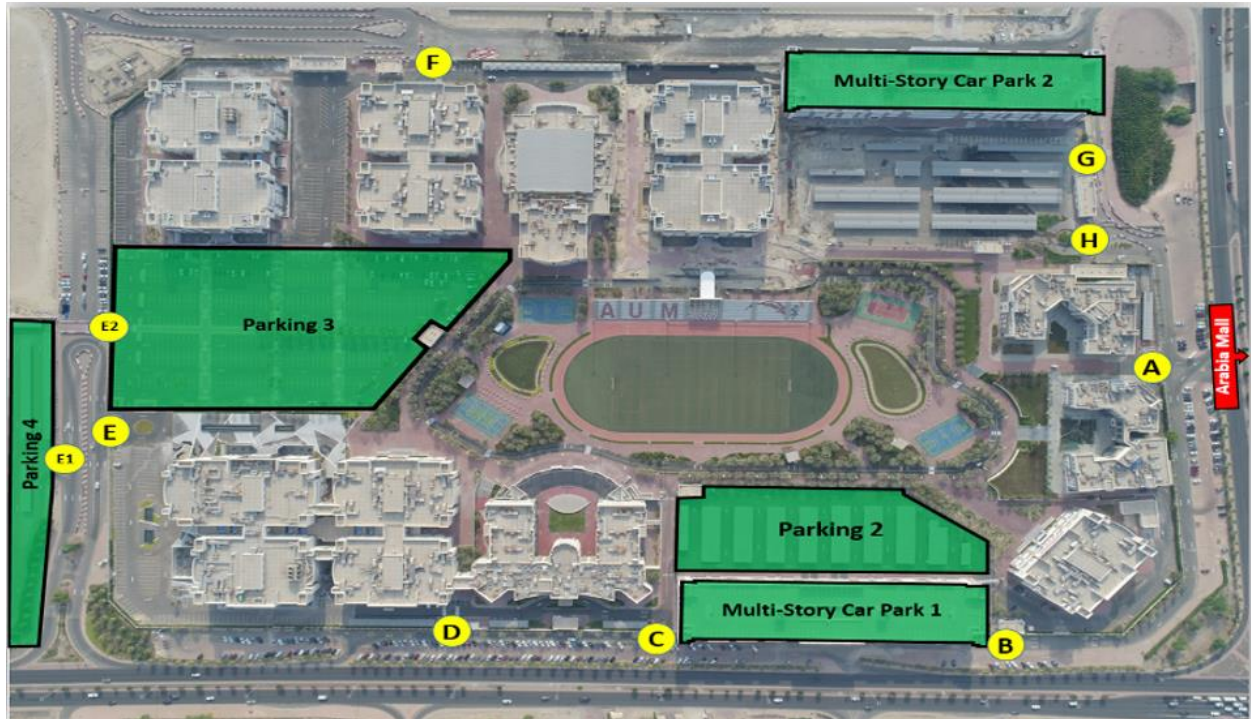 F
Multi-Story Car Park 2
G
H
E2
Parking 3
A U M
Arabia Mall
A
Parking 4
E1
E
Parking 2
Multi-Story Car Park 1
D
C
B